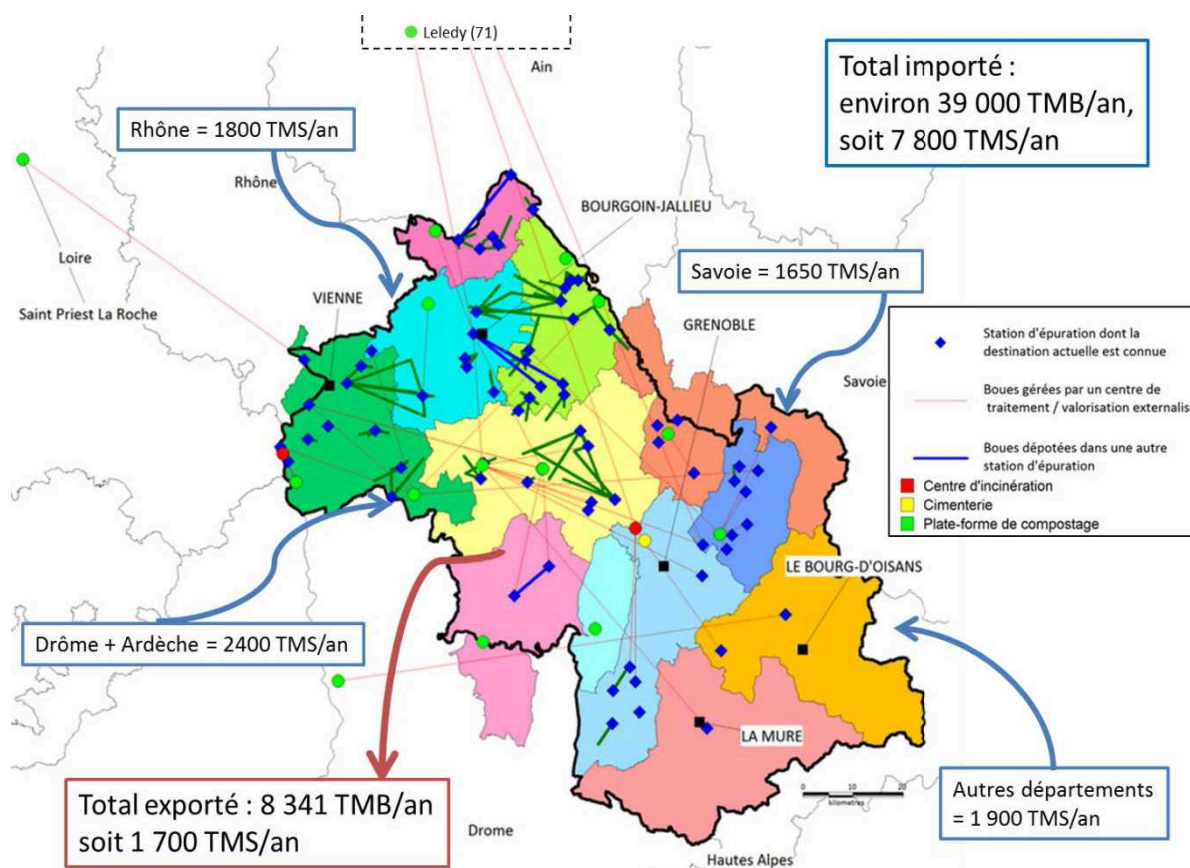 Leledy (71)
Ain
Total importé :
environ 39 000 TMB/an,
soit 7 800 TMS/an
Rhône = 1800 TMS/an
Rhône
BOURGOIN-JALLIEU
Loire
Savoie = 1650 TMS/an
VIENNE
Saint Priest La Roche
GRENOBLE
Station d'épuration dont la
destination actuelle est connue
Savoie
Boues gérées par un centre de
traitement / valorisation externalis
Boues dépotées dans une autre
station d'épuration
Centre d'incinération
Cimenterie
Plate-forme de compostage
LE BOURG-D'OISANS
Drôme + Ardèche = 2400 TMS/an
LA MURE
Total exporté : 8 341 TMB/an
soit 1 700 TMS/an
0 10 20
kilometres
Autres départements
= 1 900 TMS/an
Drome
Hautes Alpes